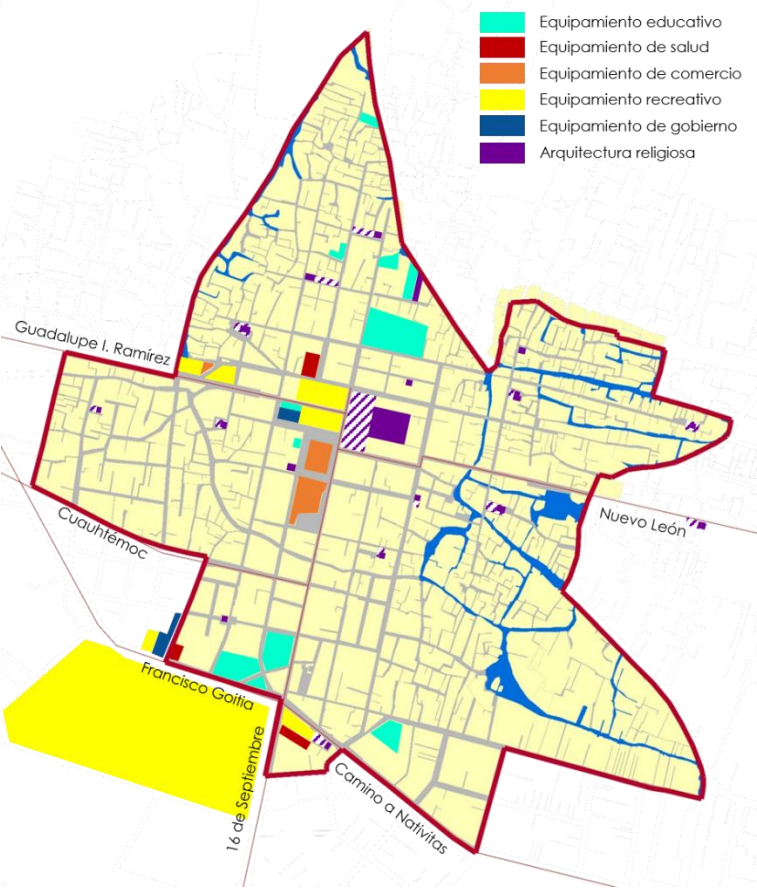 Equipamiento educativo
Equipamiento de salud
Equipamiento de comercio
Equipamiento recreativo
Equipamiento de gobierno
Arquitectura religiosa
Guadalupe I. Ramírez
Nuevo León
Cuauhtémoc
Francisco Goitia
16 de Septiembre
Camino a Nativitas